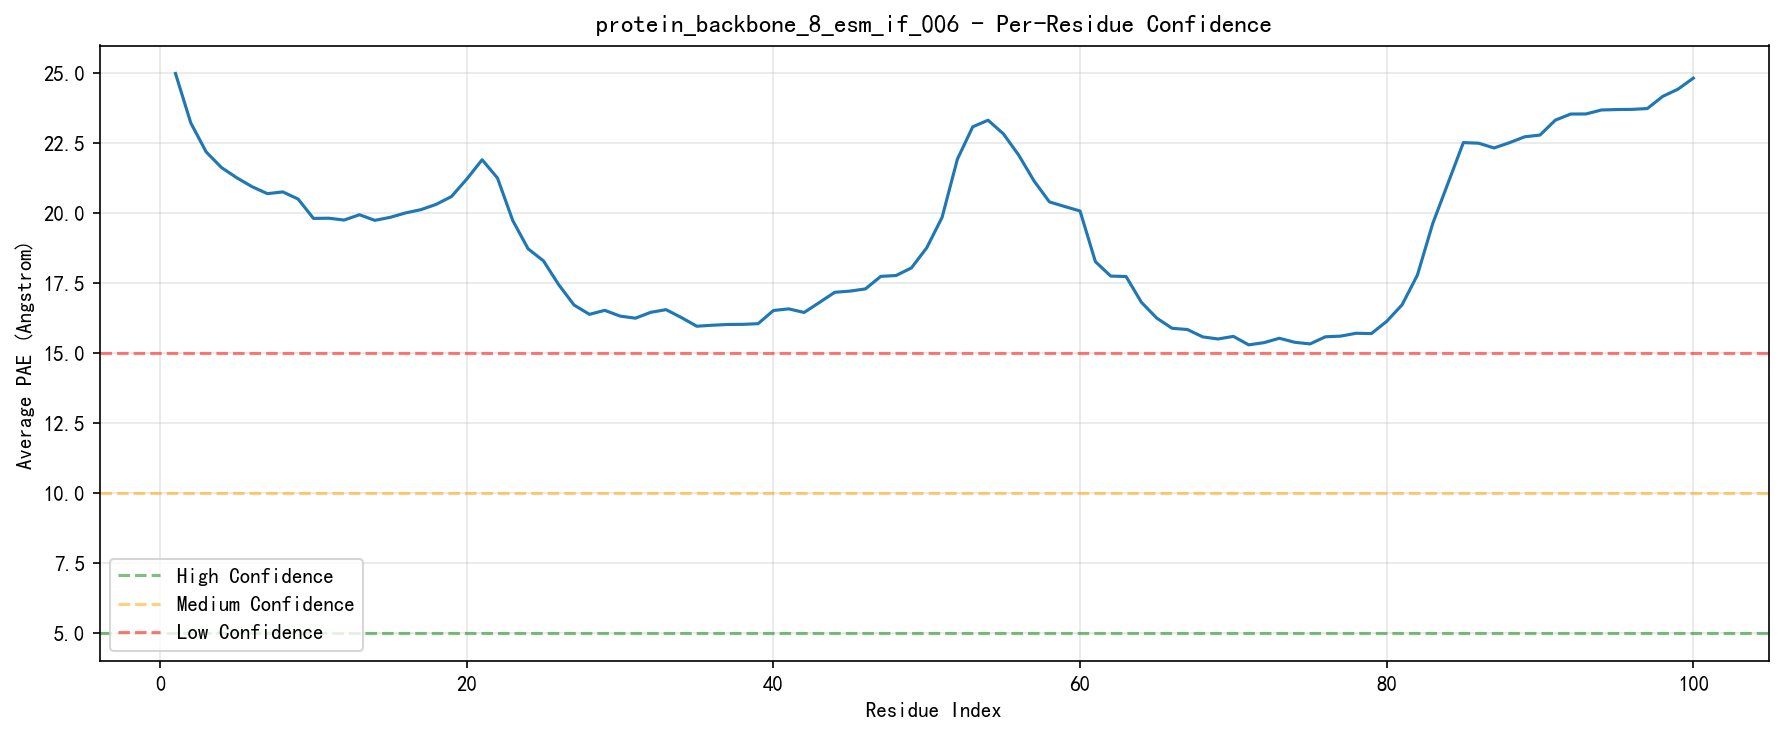 protein_backbone_8_esm_if_006 - Per-Residue Confidence
Average PAE (Angstrom)
25.0
22.5
20.0
17.5
15.0
12.5
10.0
7.5
5.0
High Confidence
Medium Confidence
Low Confidence
0 20 40 60 80 100
Residue Index